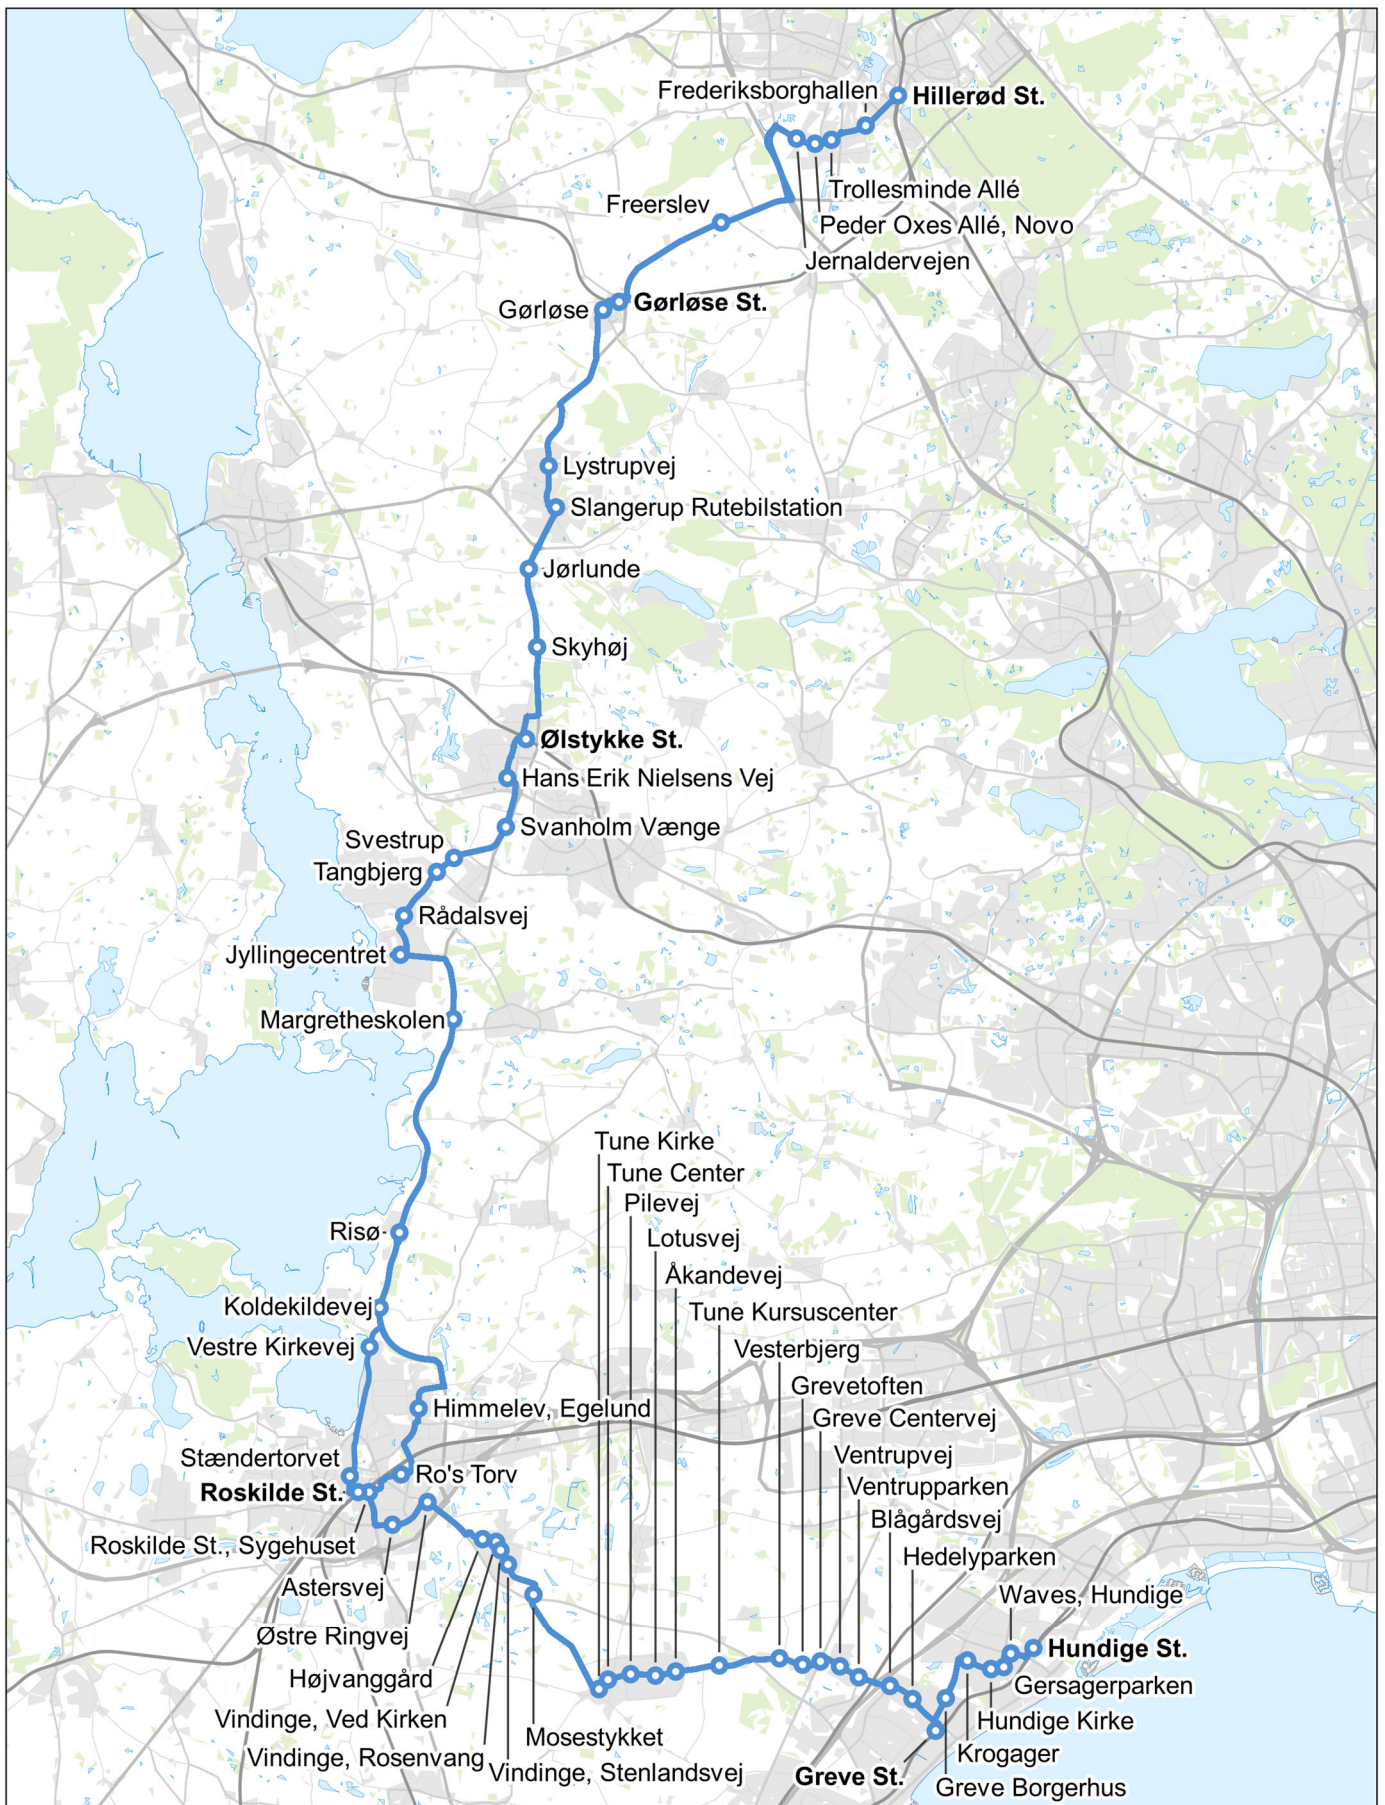 Frederiksborghallen
Hillerød St.
Trollesminde Allé
Freerslev
Peder Oxes Allé, Novo
Jernaldervejen
Gørløse
Gørløse St.
Lystrupvej
Slangerup Rutebilstation
Jørlunde
Skyhøj
Ølstykke St.
Hans Erik Nielsens Vej
Svanholm Vænge
Svestrup
Tangbjerg
Rådalsvej
Jyllingecentret
Margretheskolen
Tune Kirke
Tune Center
Pilevej
Risø
Lotusvej
Åkandevej
Koldekildevej
Tune Kursuscenter
Vestre Kirkevej
Vesterbjerg
Grevetoften
Himmelev, Egelund
Greve Centervej
Ventrupvej
Stændertorvet
Ro's Torv
Ventrupparken
Roskilde St.
Blågårdsvej
Roskilde St., Sygehuset
Hedelyparken
Astersvej
Waves, Hundige
Østre Ringvej
Hundige St.
Højvanggård
Gersagerparken
Vindinge, Ved Kirken
Hundige Kirke
Mosestykket
Krogager
Vindinge, Rosenvang
Vindinge, Stenlandsvej
Greve St.
Greve Borgerhus